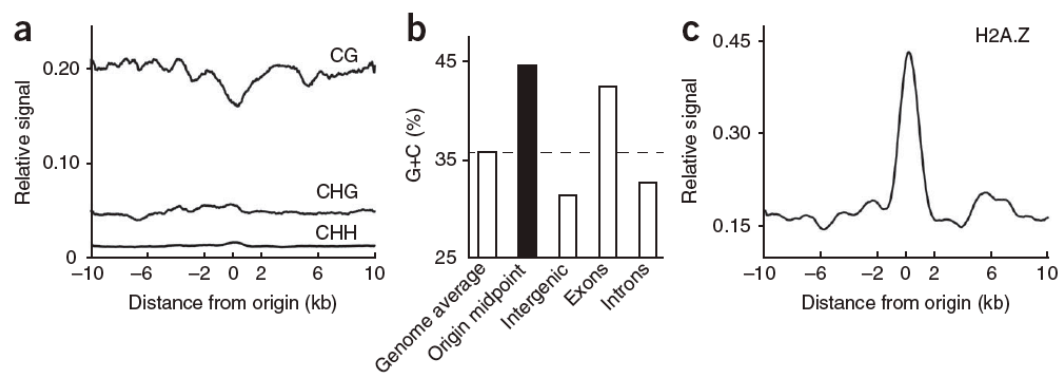 a
Relative signal
0.20
0.10
0
CG
CHG
CHH
−10 −6 −2 0 2 6 10
Distance from origin (kb)
b
G+C (%)
45
35
25
Genome average
Origin midpoint
Intergenic
Exons
Introns
c
H2A.Z
Relative signal
0.45
0.30
0.15
−10 −6 −2 0 2 6 10
Distance from origin (kb)